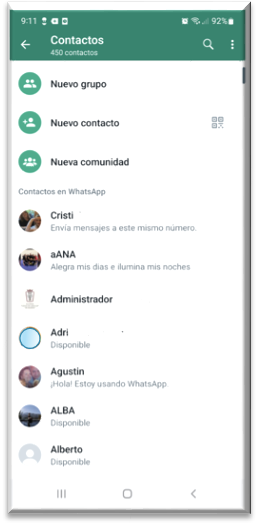 9:11 92%
Contactos
450 contactos
Nuevo grupo
Nuevo contacto
Nueva comunidad
Contactos en WhatsApp
Cristi
Envía mensajes a este mismo número.
aANA
Alegra mis dias e ilumina mis noches
Administrador
Adri
Disponible
Agustin
¡Hola! Estoy usando WhatsApp
ALBA
Disponible
Alberto
Disponible